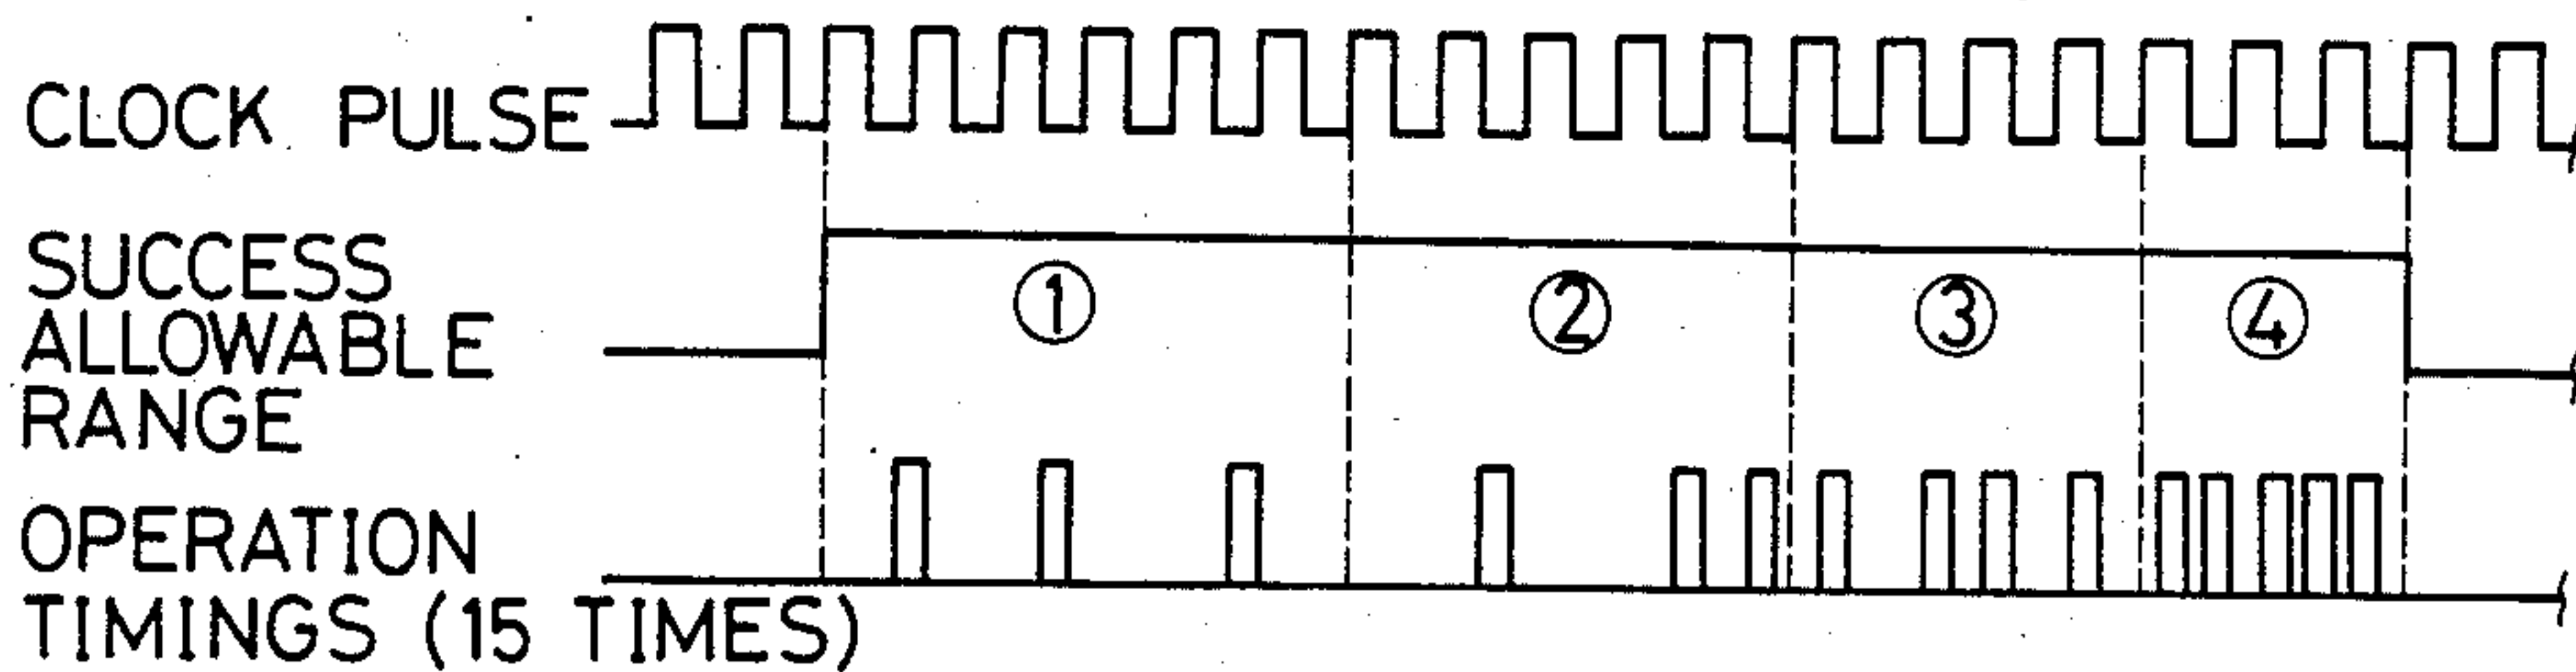 CLOCK PULSE
SUCCESS
ALLOWABLE
RANGE
① ② ③ ④
OPERATION
TIMINGS (15 TIMES)